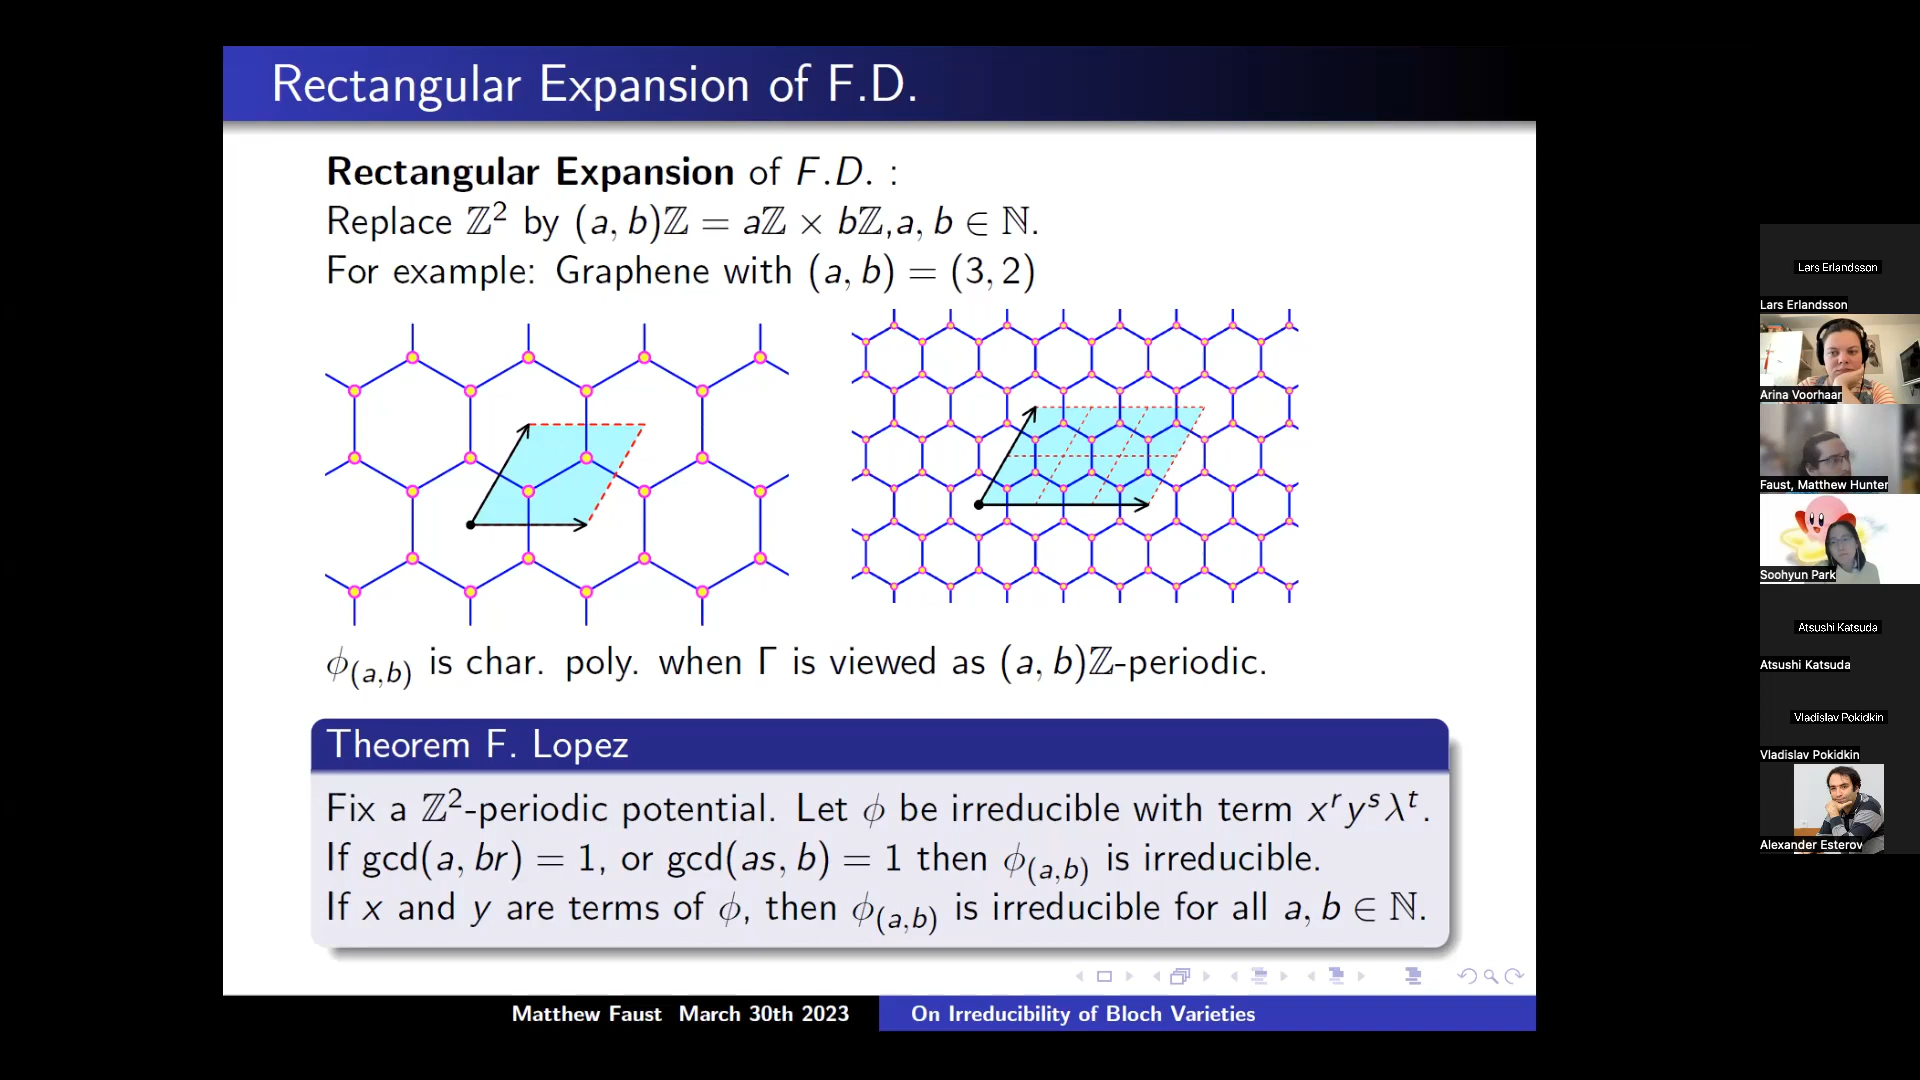 Rectangular Expansion of F.D.
Rectangular Expansion of F.D. :
Replace ℤ² by (a, b)ℤ = aℤ × bℤ,a, b ∈ ℕ.
For example: Graphene with (a, b) = (3, 2)
ϕ_(a,b) is char. poly. when Γ is viewed as (a, b)ℤ-periodic.
Theorem F. Lopez
Fix a ℤ²-periodic potential. Let ϕ be irreducible with term xʳyˢλᵗ.
If gcd(a, br) = 1, or gcd(as, b) = 1 then ϕ_(a,b) is irreducible.
If x and y are terms of ϕ, then ϕ_(a,b) is irreducible for all a, b ∈ ℕ.
Matthew Faust March 30th 2023
On Irreducibility of Bloch Varieties
Lars Erlandsson
Lars Erlandsson
Arina Voorhaar
Faust, Matthew Hunter
Soohyun Park
Atsushi Katsuda
Atsushi Katsuda
Vladislav Pokidkin
Vladislav Pokidkin
Alexander Esterov